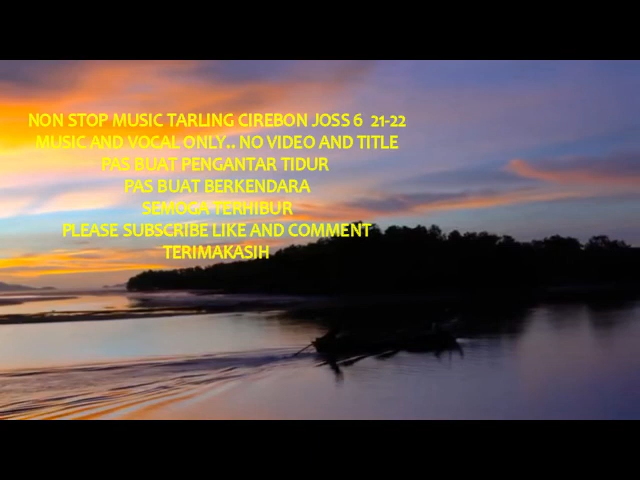 NON STOP MUSIC TARLING CIREBON JOSS 6 21-22
MUSIC AND VOCAL ONLY.. NO VIDEO AND TITLE
PAS BUAT PENGANTAR TIDUR
PAS BUAT BERKENDARA
SEMOGA TERHIBUR
PLEASE SUBSCRIBE LIKE AND COMMENT
TERIMAKASIH